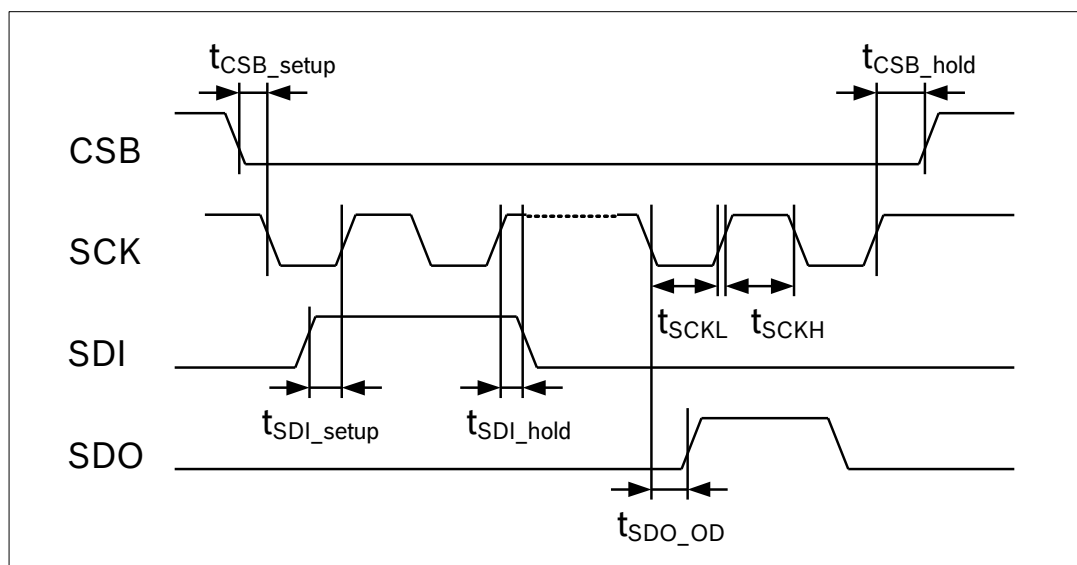 tCSB_setup
tCSB_hold
CSB
SCK
tSCKL
tSCKH
SDI
tSDI_setup
tSDI_hold
SDO
tSDO_OD